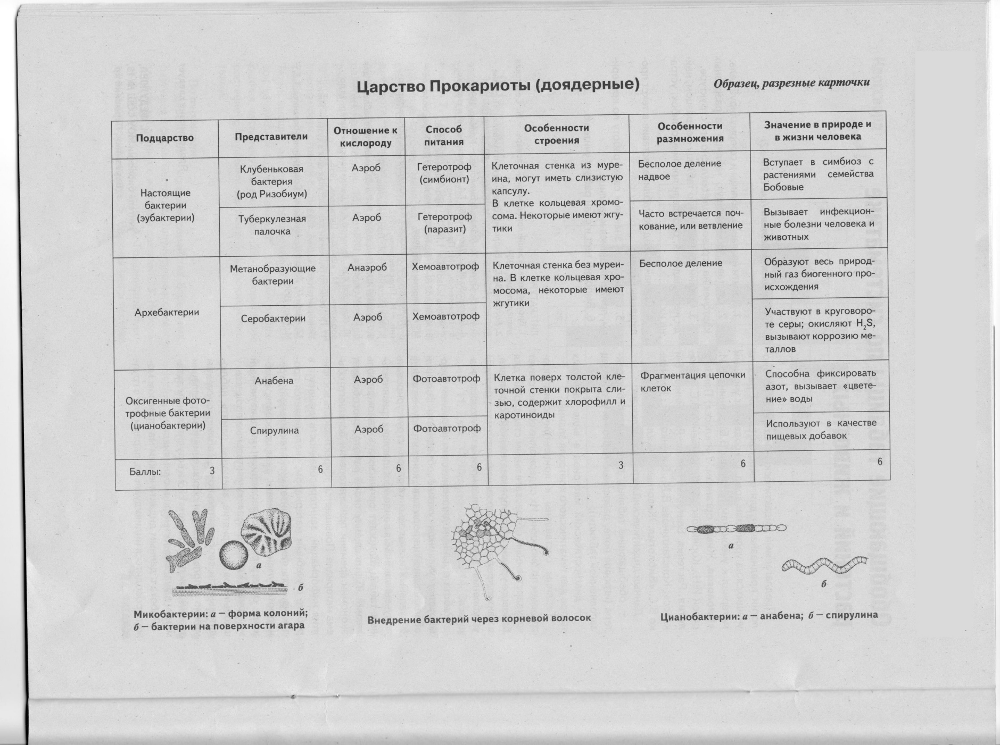 Царство Прокариоты (доядерные)
Образец, разрезные карточки
Подцарство
Представители
Отношение к
кислороду
Способ
питания
Особенности
строения
Особенности
размножения
Значение в природе и
в жизни человека
Настоящие
бактерии
(эубактерии)
Клубеньковая
бактерия
(род Ризобиум)
Аэроб
Гетеротроф
(симбионт)
Клеточная стенка из муре-
ина, могут иметь слизистую
капсулу.
В клетке кольцевая хромо-
сома. Некоторые имеют жгу-
тики
Бесполое деление
надвое
Вступает в симбиоз с
растениями семейства
Бобовые
Туберкулезная
палочка
Аэроб
Гетеротроф
(паразит)
Часто встречается поч-
кование, или ветвление
Вызывает инфекцион-
ные болезни человека и
животных
Архебактерии
Метанобразующие
бактерии
Анаэроб
Хемоавтотроф
Клеточная стенка без муреи-
на. В клетке кольцевая хро-
мосома, некоторые имеют
жгутики
Бесполое деление
Образуют весь природ-
ный газ биогенного про-
исхождения
Серобактерии
Аэроб
Хемоавтотроф
Участвуют в круговоро-
те серы; окисляют H₂S,
вызывают коррозию ме-
таллов
Оксигенные фото-
трофные бактерии
(цианобактерии)
Анабена
Аэроб
Фотоавтотроф
Клетка поверх толстой кле-
точной стенки покрыта сли-
зью, содержит хлорофилл и
каротиноиды
Фрагментация цепочки
клеток
Способна фиксировать
азот, вызывает «цвете-
ние» воды
Спирулина
Аэроб
Фотоавтотроф
Используют в качестве
пищевых добавок
Баллы: 3
6
6
6
3
6
6
а
б
Микобактерии: а — форма колоний;
б — бактерии на поверхности агара
Внедрение бактерий через корневой волосок
а
б
Цианобактерии: а — анабена; б — спирулина